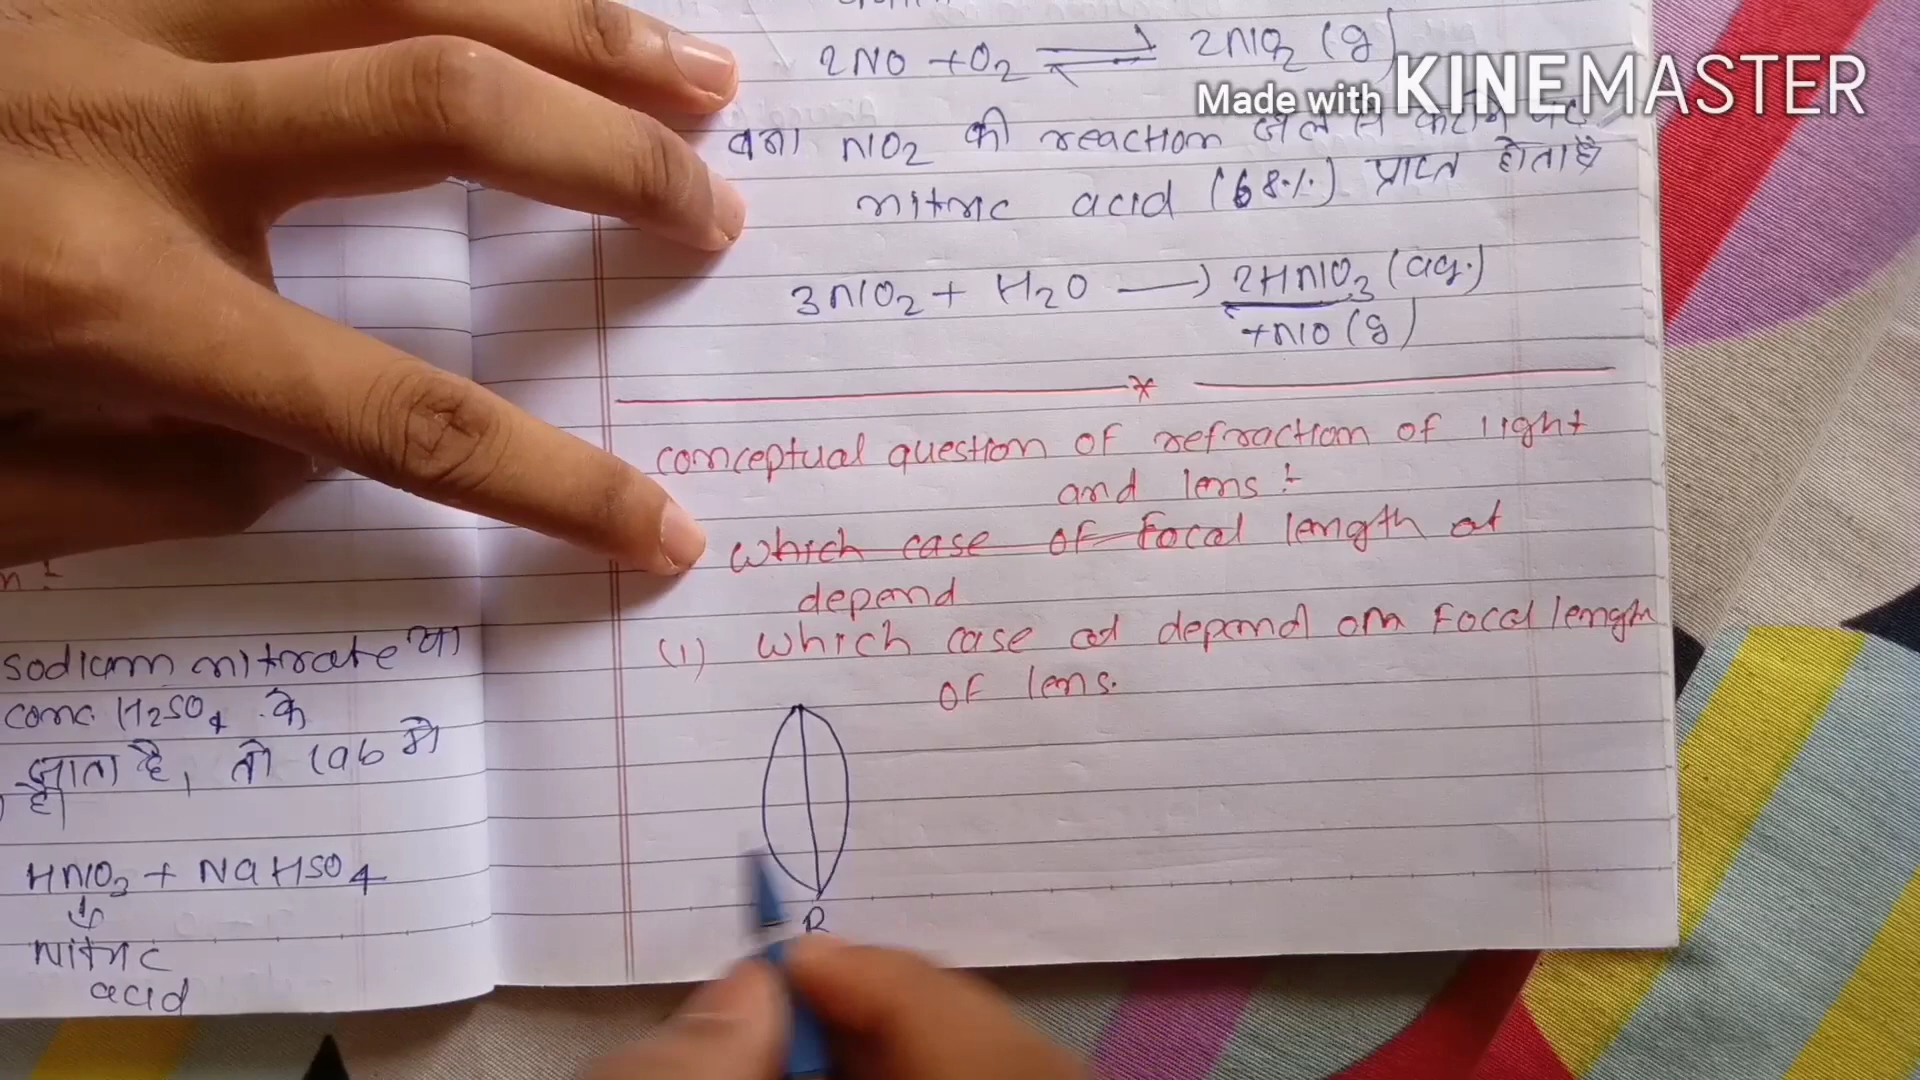 sodium nitrate या
conc. H2SO4 के
जाता है, तो lab मे
है।
HNO3 + NaHSO4
Nitric
acid
2NO + O2 ⇌ 2NO2 (g)
Made with KINEMASTER
NO2 की reaction जल से
nitric acid (68%) प्राप्त होता है
3NO2 + H2O → 2HNO3 (aq.)
+NO (g)
conceptual question of refraction of light
and lens :-
which case of focal length at
depend
(1) which case at depend on focal length
of lens.
R